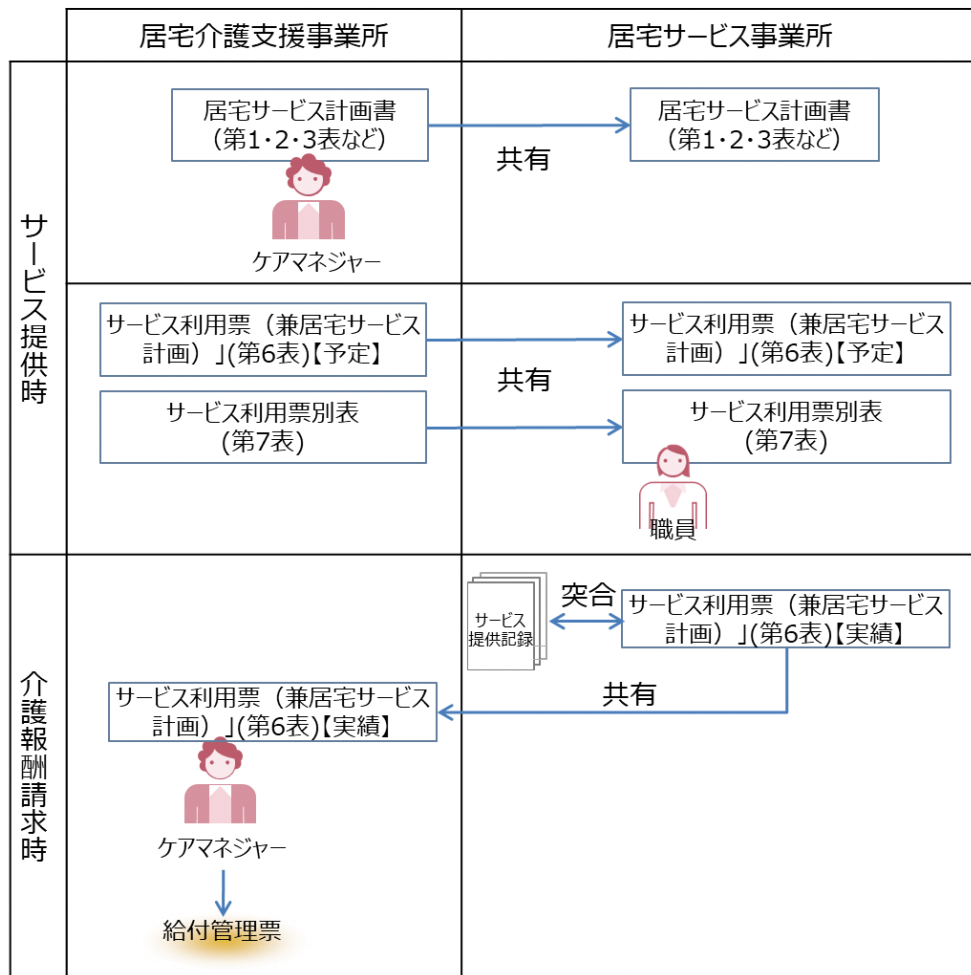 居宅介護支援事業所
居宅サービス事業所
サービス提供時
居宅サービス計画書
(第1・2・3表など)
共有
居宅サービス計画書
(第1・2・3表など)
ケアマネジャー
サービス利用票（兼居宅サービス
計画）」(第6表)【予定】
共有
サービス利用票（兼居宅サービス
計画）」(第6表)【予定】
サービス利用票別表
(第7表)
サービス利用票別表
(第7表)
職員
介護報酬請求時
サービス
提供記録
突合
サービス利用票（兼居宅サービス
計画）」(第6表)【実績】
共有
サービス利用票（兼居宅サービス
計画）」(第6表)【実績】
ケアマネジャー
給付管理票